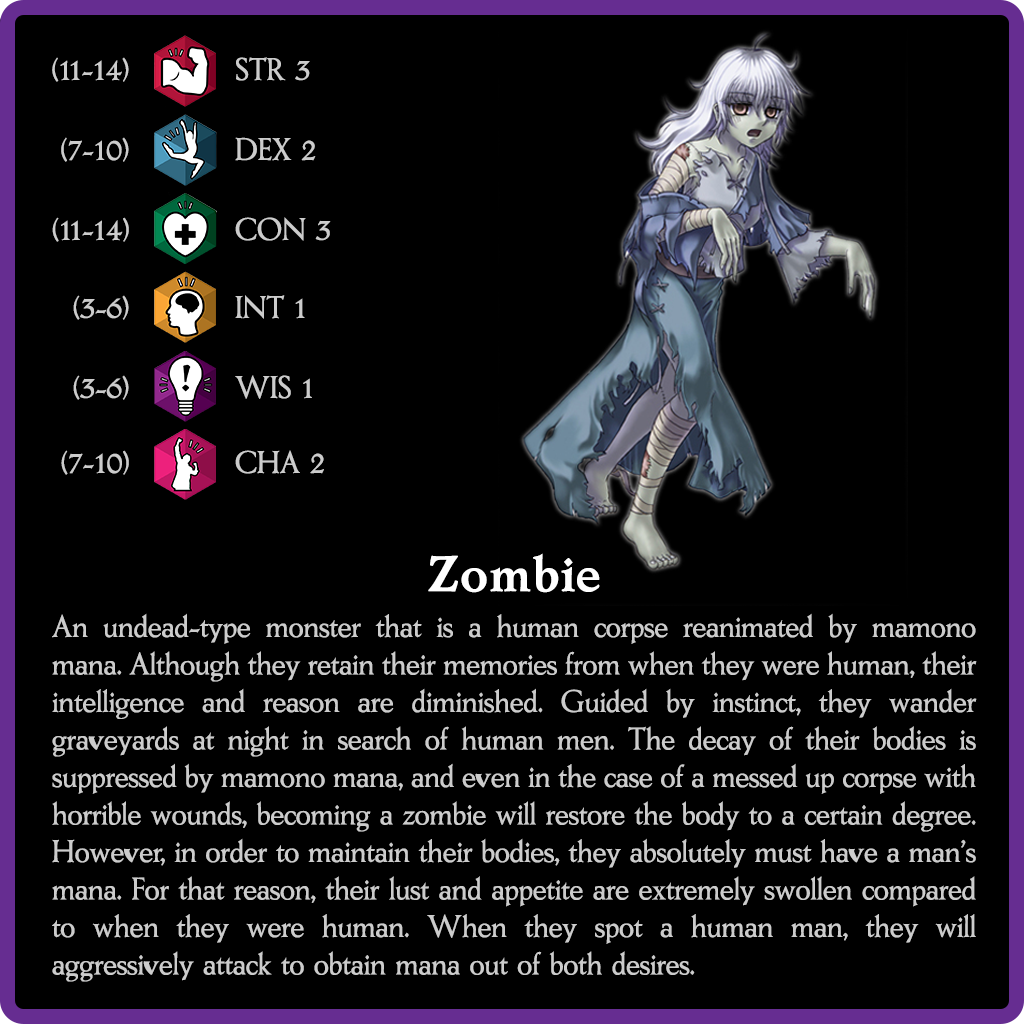 (11-14) STR 3
(7-10) DEX 2
(11-14) CON 3
(3-6) INT 1
(3-6) WIS 1
(7-10) CHA 2
Zombie
An undead-type monster that is a human corpse reanimated by mamono
mana. Although they retain their memories from when they were human, their
intelligence and reason are diminished. Guided by instinct, they wander
graveyards at night in search of human men. The decay of their bodies is
suppressed by mamono mana, and even in the case of a messed up corpse with
horrible wounds, becoming a zombie will restore the body to a certain degree.
However, in order to maintain their bodies, they absolutely must have a man's
mana. For that reason, their lust and appetite are extremely swollen compared
to when they were human. When they spot a human man, they will
aggressively attack to obtain mana out of both desires.